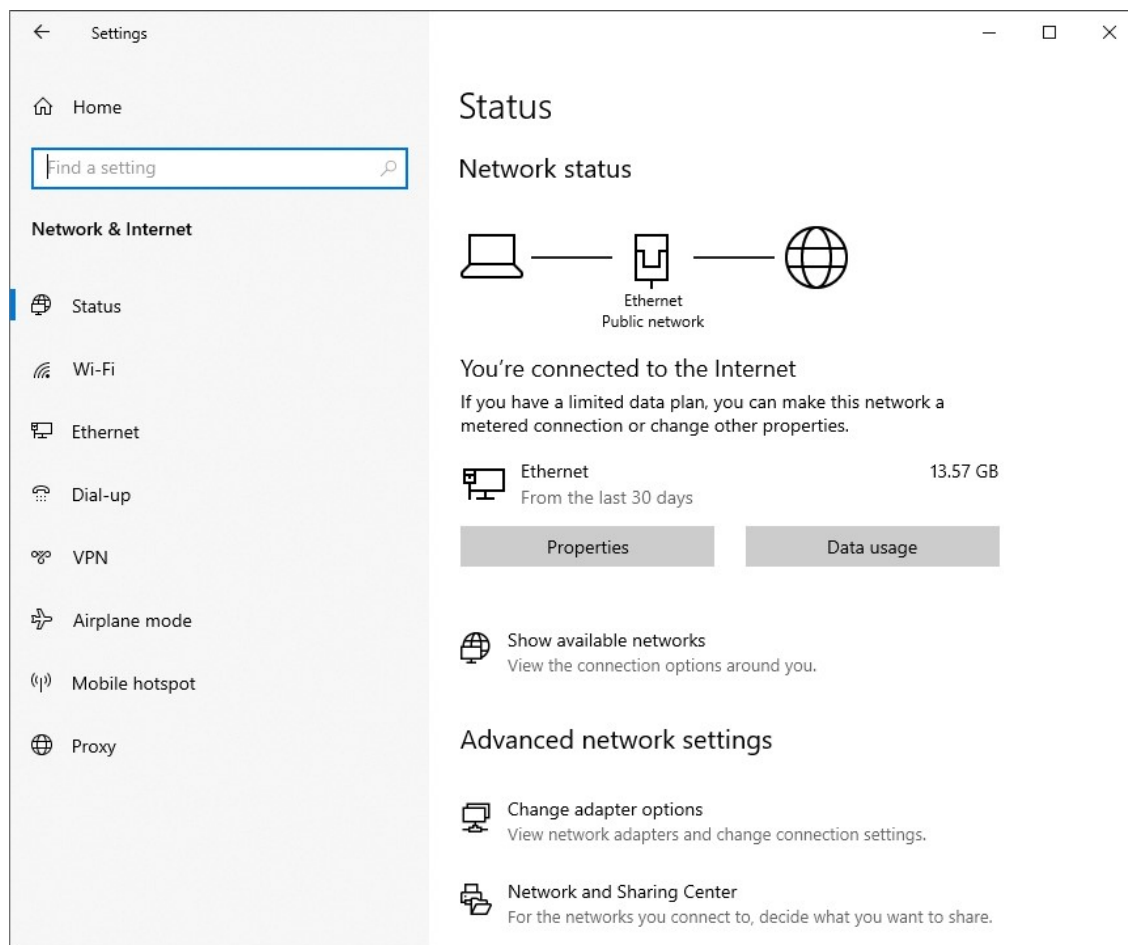 Settings
Home
Find a setting
Network & Internet
Status
Wi-Fi
Ethernet
Dial-up
VPN
Airplane mode
Mobile hotspot
Proxy
Status
Network status
Ethernet
Public network
You’re connected to the Internet
If you have a limited data plan, you can make this network a
metered connection or change other properties.
Ethernet 13.57 GB
From the last 30 days
Properties Data usage
Show available networks
View the connection options around you.
Advanced network settings
Change adapter options
View network adapters and change connection settings.
Network and Sharing Center
For the networks you connect to, decide what you want to share.